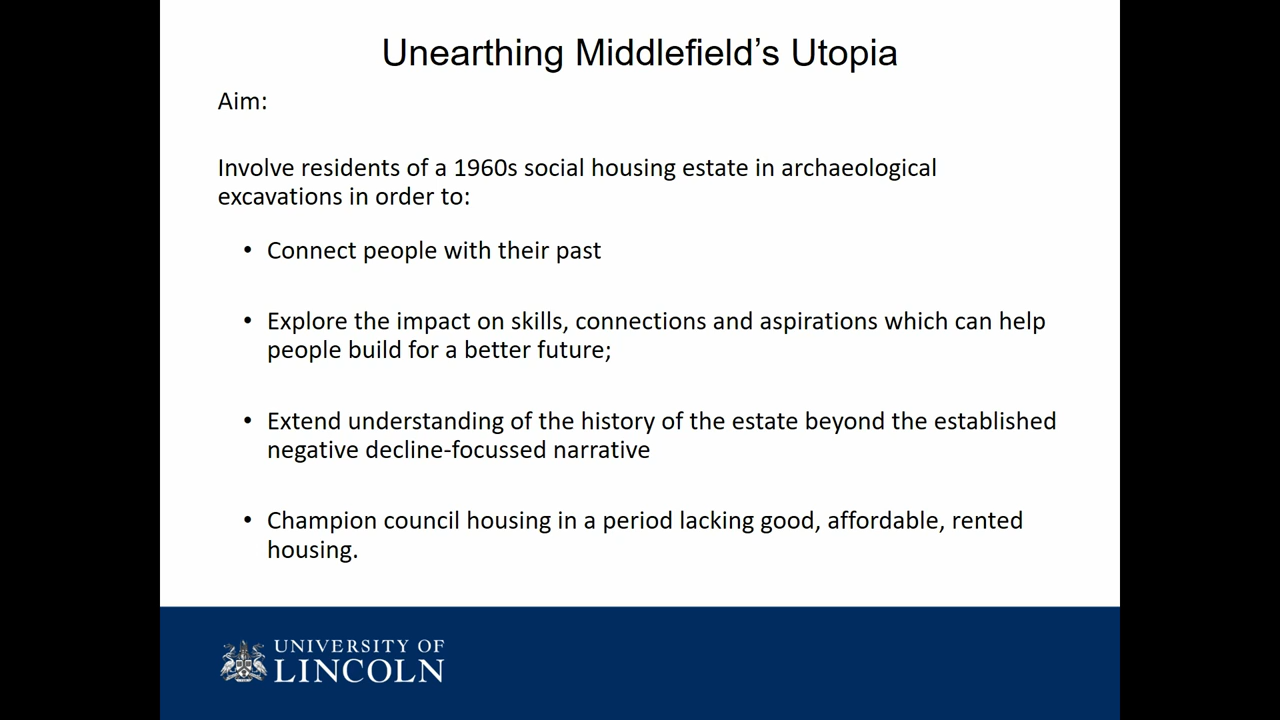 Unearthing Middlefield’s Utopia
Aim:
Involve residents of a 1960s social housing estate in archaeological
excavations in order to:
• Connect people with their past
• Explore the impact on skills, connections and aspirations which can help
people build for a better future;
• Extend understanding of the history of the estate beyond the established
negative decline-focussed narrative
• Champion council housing in a period lacking good, affordable, rented
housing.
UNIVERSITY OF
LINCOLN